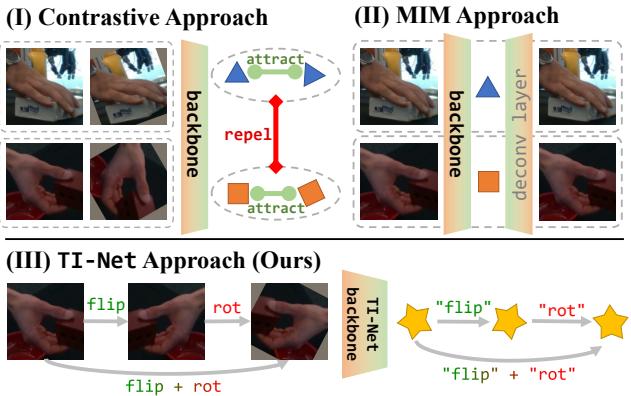 (I) Contrastive Approach
backbone
attract
repel
attract
(II) MIM Approach
backbone
deconv layer
(III) TI-Net Approach (Ours)
flip
rot
flip + rot
TI-Net
backbone
"flip"
"rot"
"flip" + "rot"